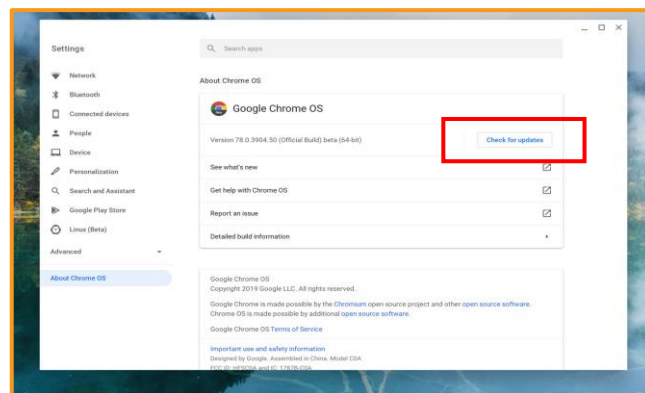 Settings
Search apps
Network
Bluetooth
Connected devices
People
Device
Personalization
Search and Assistant
Google Play Store
Linux (Beta)
Advanced
About Chrome OS
About Chrome OS
Google Chrome OS
Version 78.0.3904.50 (Official Build) beta (64-bit)
Check for updates
See what's new
Get help with Chrome OS
Report an issue
Detailed build information
Google Chrome OS
Copyright 2019 Google LLC. All rights reserved.
Google Chrome is made possible by the Chromium open source project and other open source software.
Chrome OS is made possible by additional open source software.
Google Chrome OS Terms of Service
Important use and safety information
Designed by Google. Assembled in China. Model C0A
FCC ID: and IC: